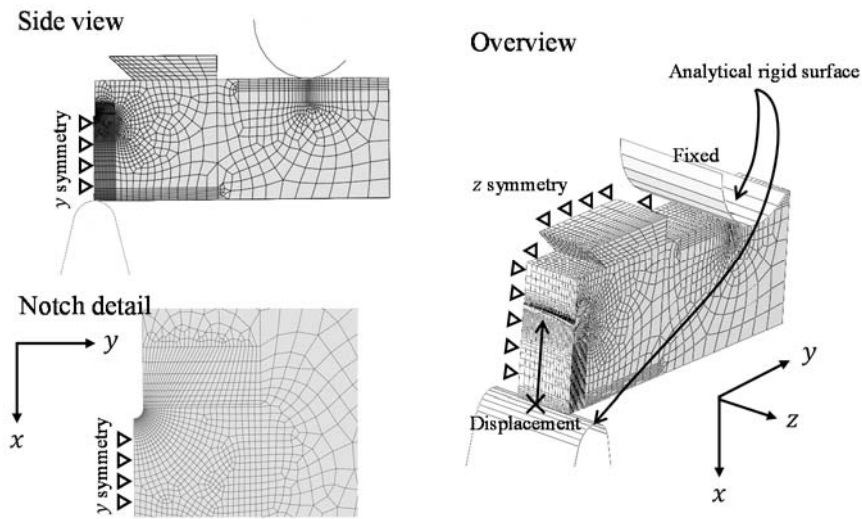 Side view
y symmetry
Notch detail
y
x
y symmetry
Overview
Analytical rigid surface
Fixed
z symmetry
Displacement
y
z
x